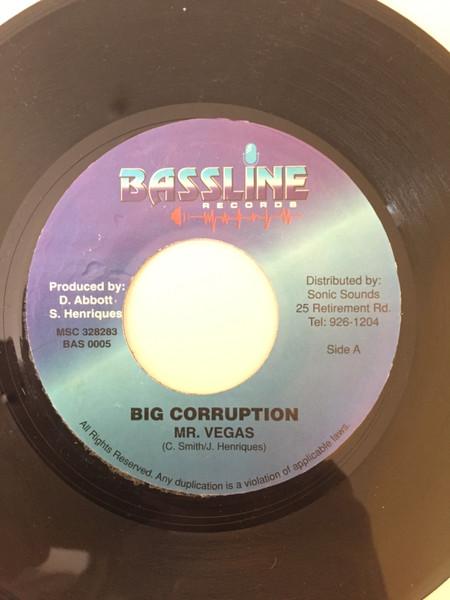 BASSLINE
RECORDS
Produced by:
D. Abbott
S. Henriques
MSC 328283
BAS 0005
Distributed by:
Sonic Sounds
25 Retirement Rd.
Tel: 926-1204
Side A
BIG CORRUPTION
MR. VEGAS
(C. Smith/J. Henriques)
All Rights Reserved. Any duplication is a violation of applicable laws.